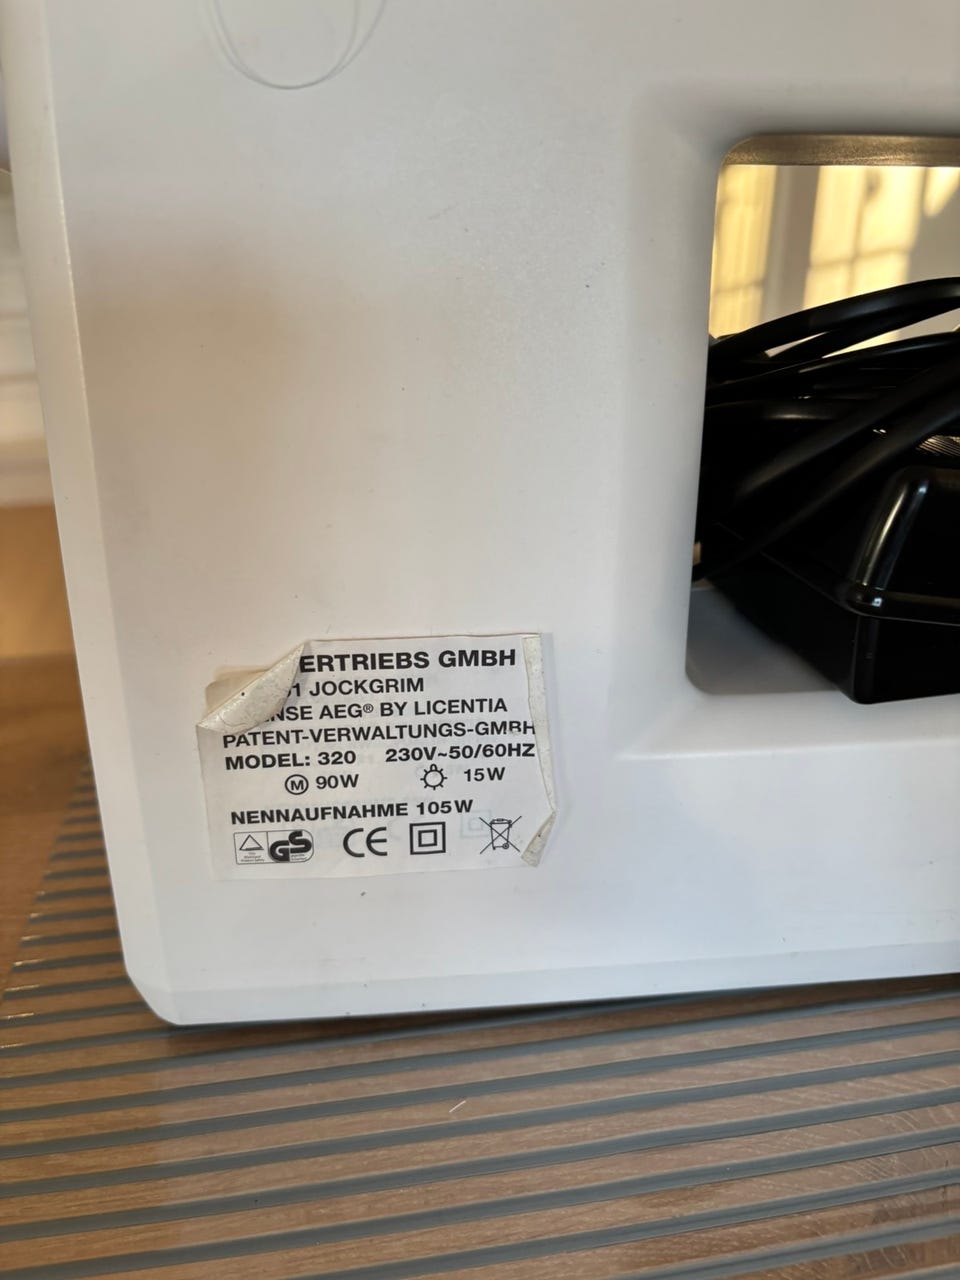 ERTRIEBS GMBH
1 JOCKGRIM
NSE AEG® BY LICENTIA
PATENT-VERWALTUNGS-GMBH
MODEL: 320 230V~50/60HZ
M 90W 15W
NENNAUFNAHME 105W
GS CE